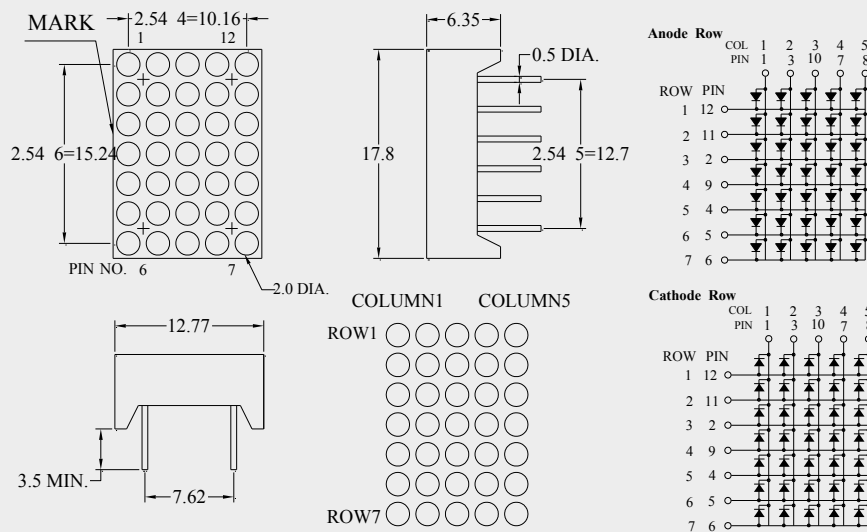 2.54 4=10.16
MARK
1 12
2.54 6=15.24
PIN NO. 6 7
2.0 DIA.
6.35
0.5 DIA.
17.8
2.54 5=12.7
12.77
3.5 MIN.
7.62
COLUMN1 COLUMN5
ROW1
ROW7
Anode Row
COL 1 2 3 4 5
PIN 1 3 10 7 8
ROW PIN
1 12
2 11
3 2
4 9
5 4
6 5
7 6
Cathode Row
COL 1 2 3 4
PIN 1 3 10 7
ROW PIN
1 12
2 11
3 2
4 9
5 4
6 5
7 6